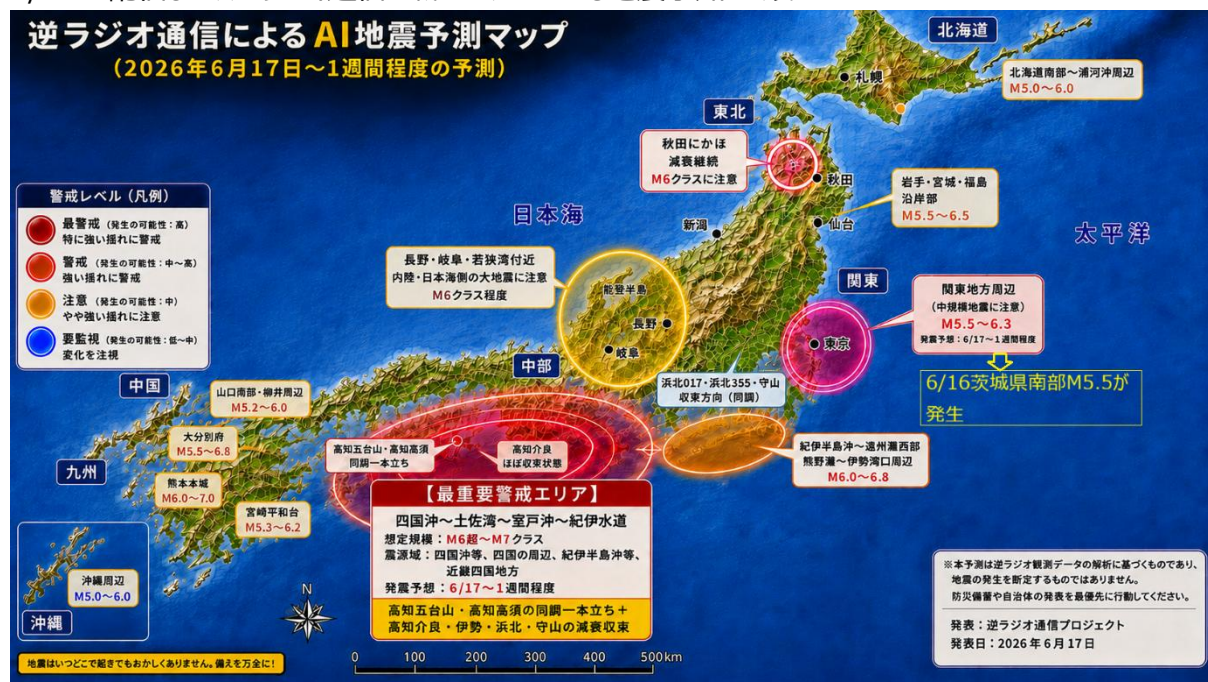 逆ラジオ通信によるAI地震予測マップ
(2026年6月17日～1週間程度の予測)
北海道
札幌
北海道南部～浦河沖周辺
M5.0～6.0
東北
秋田にかほ
減衰継続
M6クラスに注意
秋田
岩手・宮城・福島
沿岸部
M5.5～6.5
仙台
新潟
日本海
太平洋
警戒レベル（凡例）
最警戒（発生の可能性：高）
特に強い揺れに警戒
警戒（発生の可能性：中～高）
強い揺れに警戒
注意（発生の可能性：中）
やや強い揺れに注意
要監視（発生の可能性：低～中）
変化を注視
長野・岐阜・若狭湾付近
内陸・日本海側の大地震に注意
M6クラス程度
能登半島
長野
岐阜
関東
関東地方周辺
（中規模地震に注意）
M5.5～6.3
発震予想：6/17～1週間程度
東京
6/16茨城県南部M5.5が
発生
中部
浜北017・浜北355・守山
収束方向（同調）
中国
山口南部・柳井周辺
M5.2～6.0
大分別府
M5.5～6.8
九州
熊本本城
M6.0～7.0
宮崎平和台
M5.3～6.2
高知五台山・高知高須
同調一本立ち
高知介良
ほぼ収束状態
紀伊半島沖～遠州灘西部
熊野灘～伊勢湾口周辺
M6.0～6.8
【最重要警戒エリア】
四国沖～土佐湾～室戸沖～紀伊水道
想定規模：M6超～M7クラス
震源域：四国沖等、四国の周辺、紀伊半島沖等、
近畿四国地方
発震予想：6/17～1週間程度
高知五台山・高知高須の同調一本立ち＋
高知介良・伊勢・浜北・守山の減衰収束
沖縄周辺
M5.0～6.0
沖縄
N
地震はいつどこで起きてもおかしくありません。備えを万全に！
0 100 200 300 400 500km
※本予測は逆ラジオ観測データの解析に基づくものであり、
地震の発生を断定するものではありません。
防災備蓄や自治体の発表を最優先に行動してください。
発表：逆ラジオ通信プロジェクト
発表日：2026年6月17日